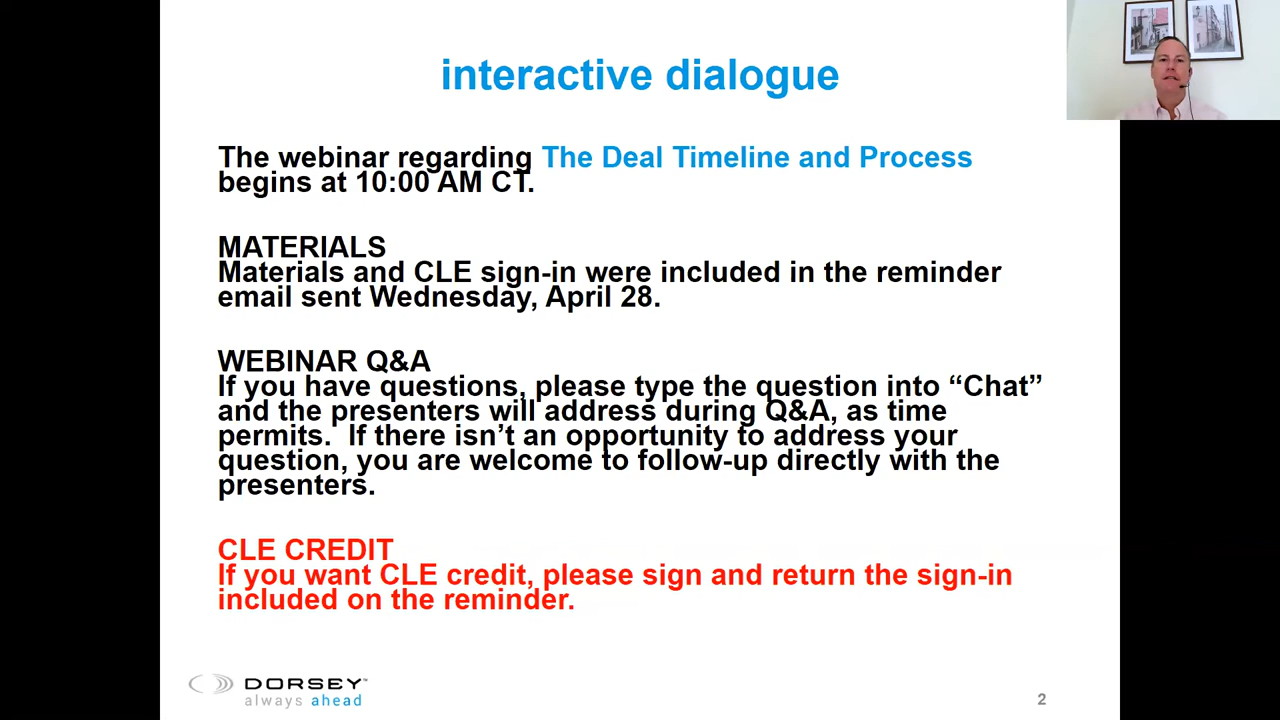 interactive dialogue
The webinar regarding The Deal Timeline and Process
begins at 10:00 AM CT.
MATERIALS
Materials and CLE sign-in were included in the reminder
email sent Wednesday, April 28.
WEBINAR Q&A
If you have questions, please type the question into “Chat”
and the presenters will address during Q&A, as time
permits.  If there isn’t an opportunity to address your
question, you are welcome to follow-up directly with the
presenters.
CLE CREDIT
If you want CLE credit, please sign and return the sign-in
included on the reminder.
DORSEY™
always ahead
2